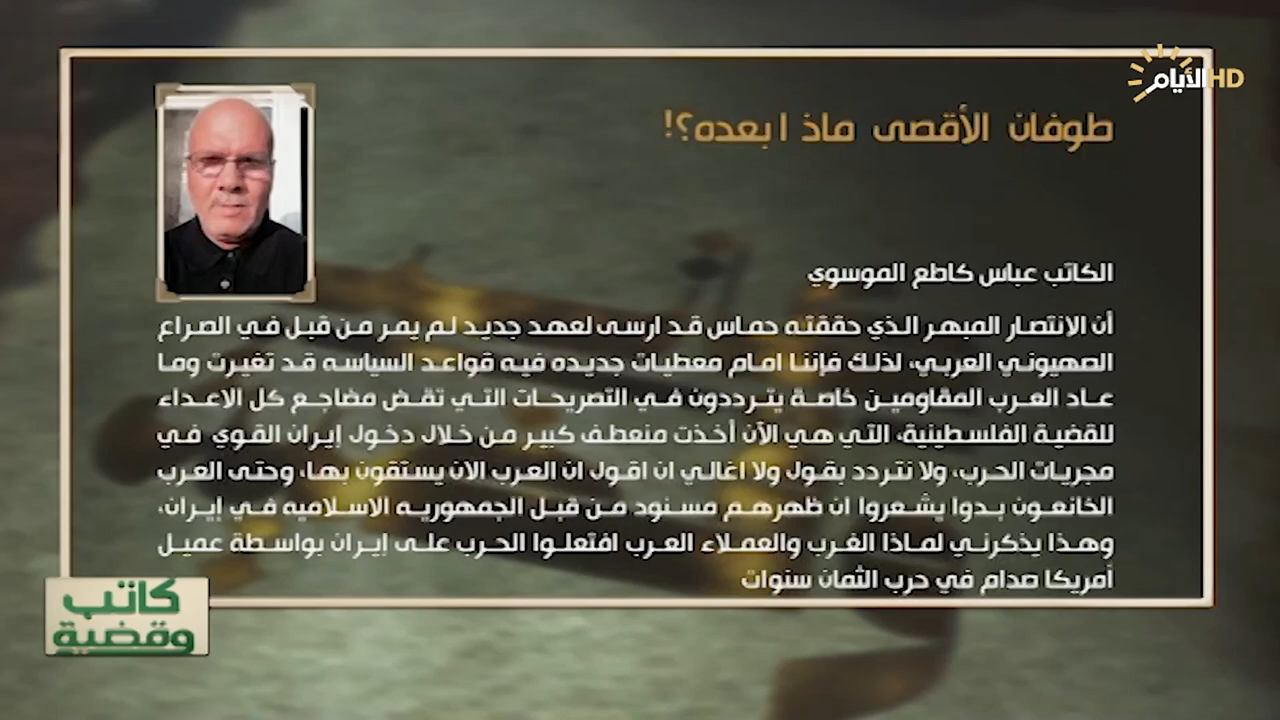 الأيام HD
طوفان الأقصى ماذ ا بعده؟!
الكاتب عباس كاطع الموسوي
أن الانتصار المبهر الذي حققته حماس قد ارسى لعهد جديد لم يمر من قبل في الصراع
الصهيوني العربي، لذلك فإننا امام معطيات جديده فيه قواعد السياسه قد تغيرت وما
عاد العرب المقاومين خاصة يترددون في التصريحات التي تقض مضاجع كل الاعداء
للقضية الفلسطينية، التي هي الآن أخذت منعطف كبير من خلال دخول إيران القوي في
مجريات الحرب، ولا نتردد بقول ولا اغالي ان اقول ان العرب الان يستقون بها، وحتى العرب
الخانعون بدوا يشعروا ان ظهرهم مسنود من قبل الجمهوريه الاسلاميه في إيران،
وهذا يذكرني لماذا الغرب والعملاء العرب افتعلوا الحرب على إيران بواسطة عميل
أمريكا صدام في حرب الثمان سنوات
كاتب
وقضية